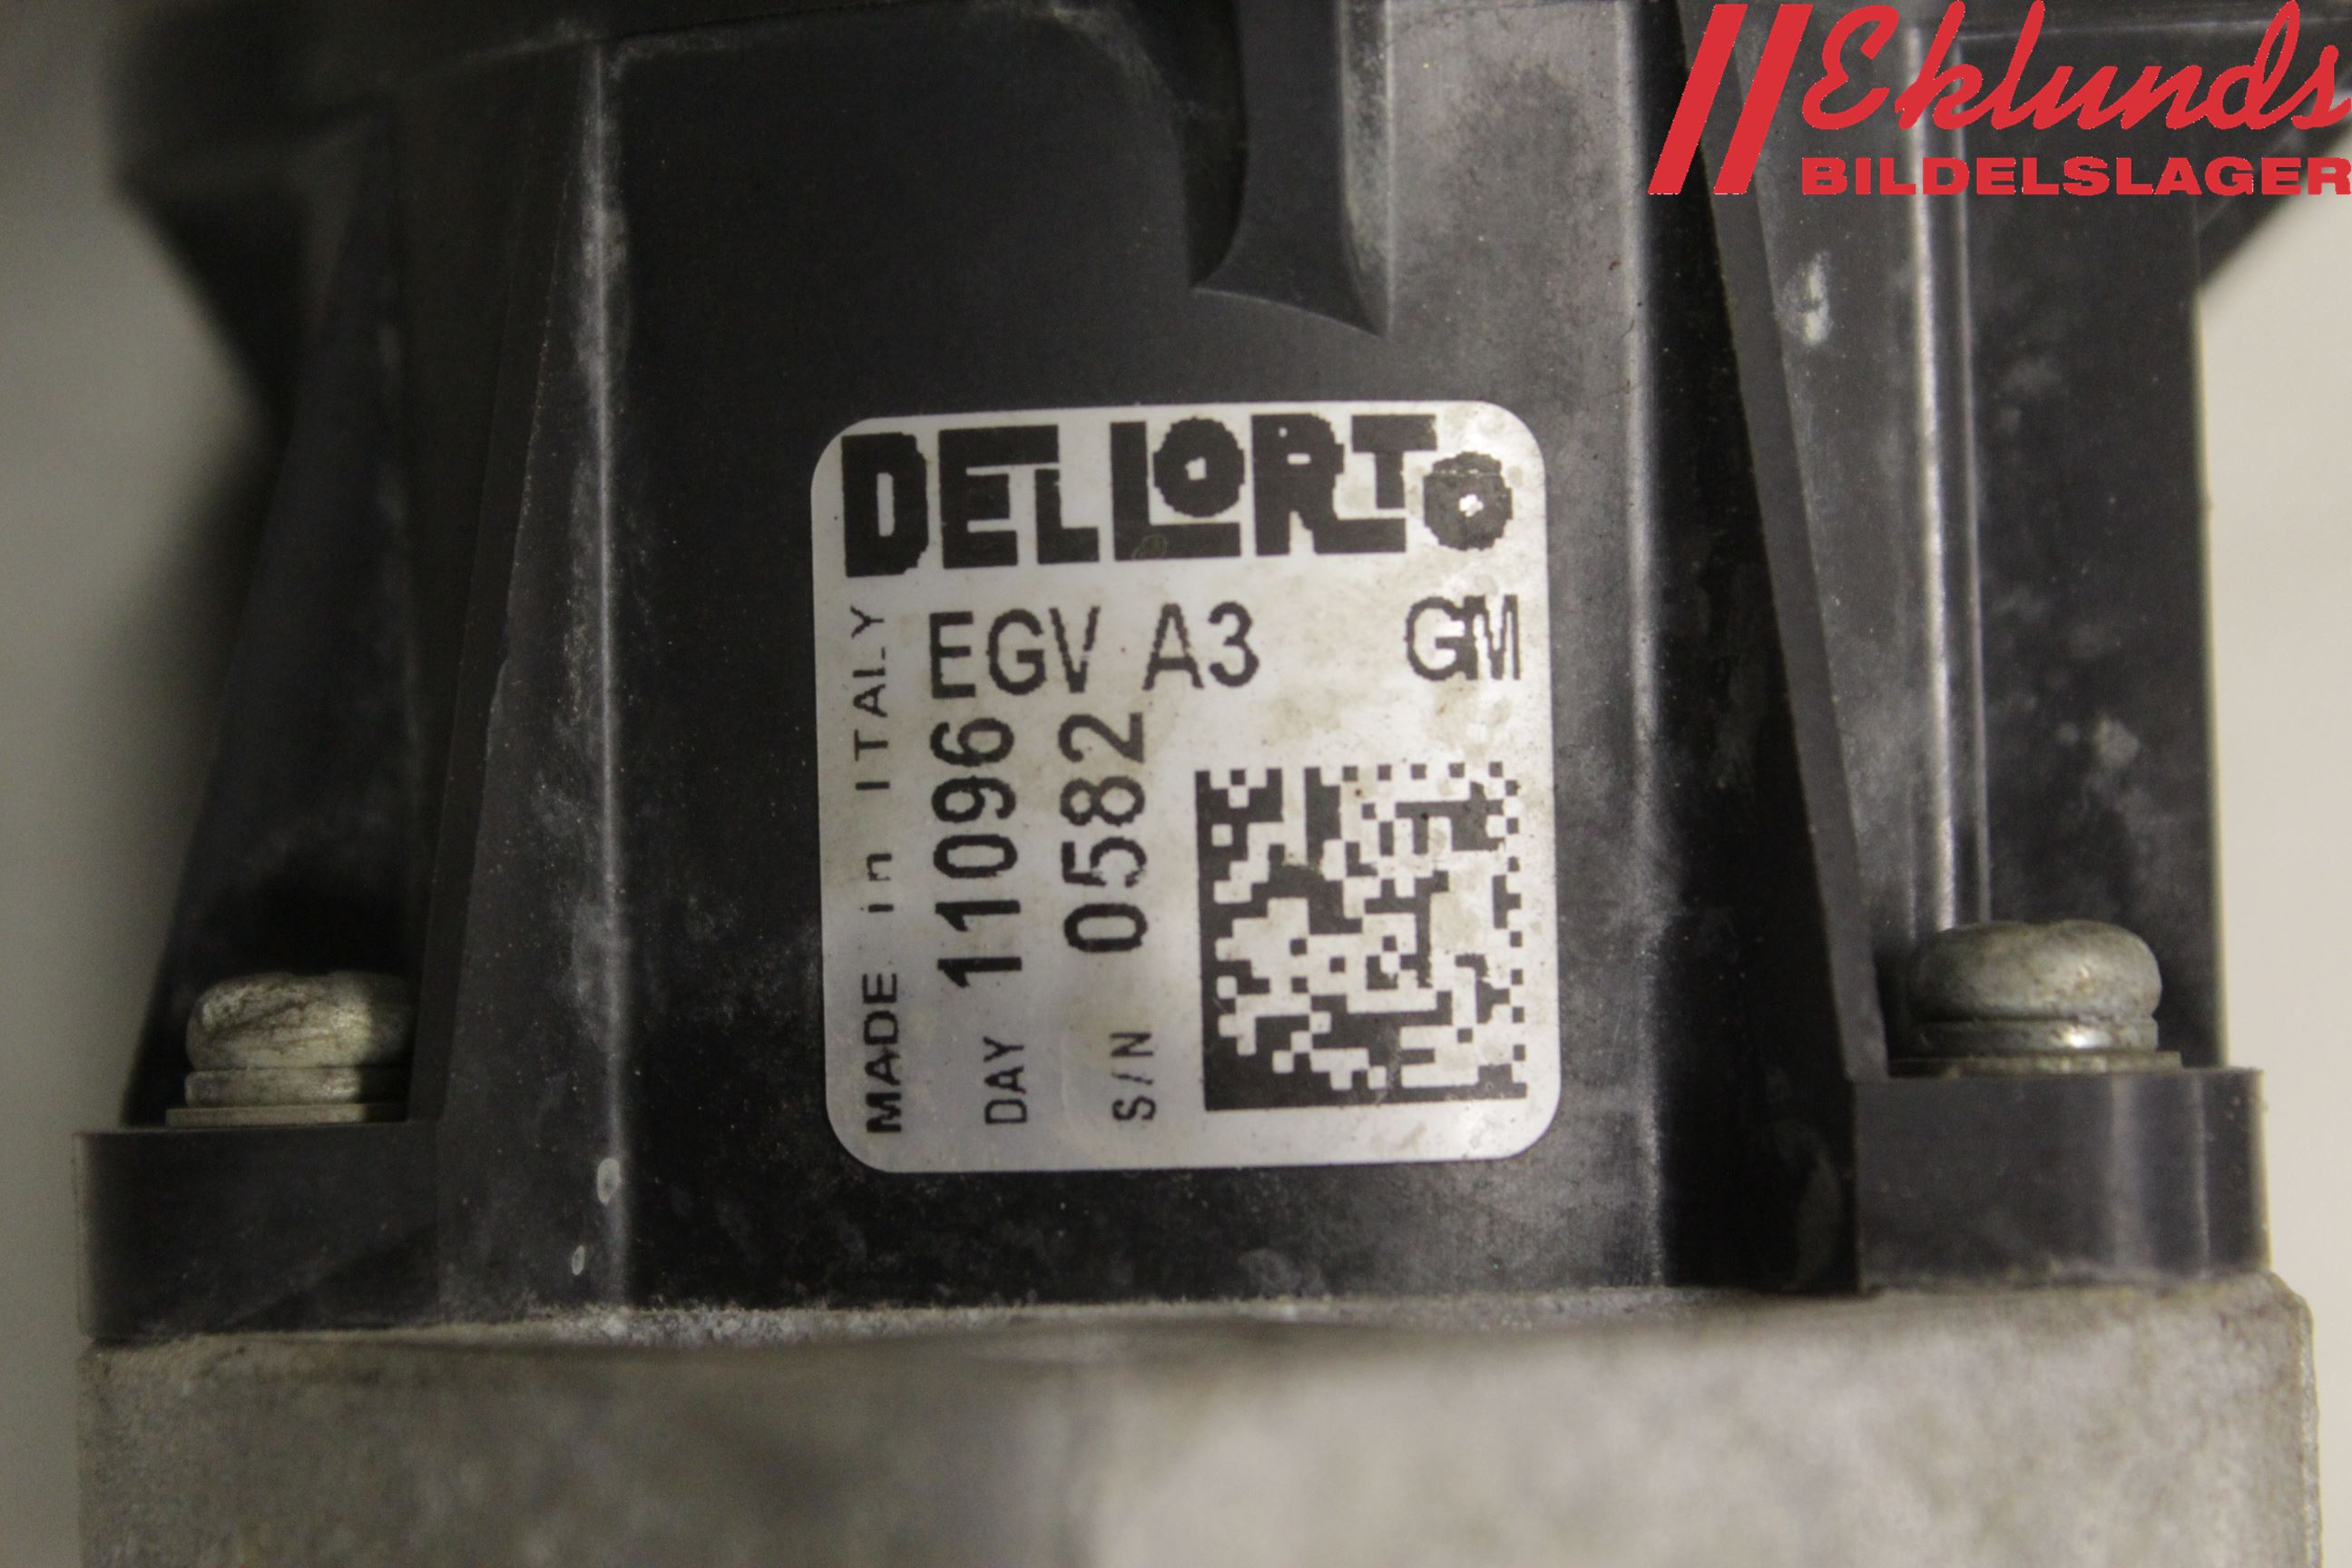 Eklunds
BILDELSLAGER
DELLORTO
EGV A3 GM
MADE in ITALY
DAY 11096
S/N 0582